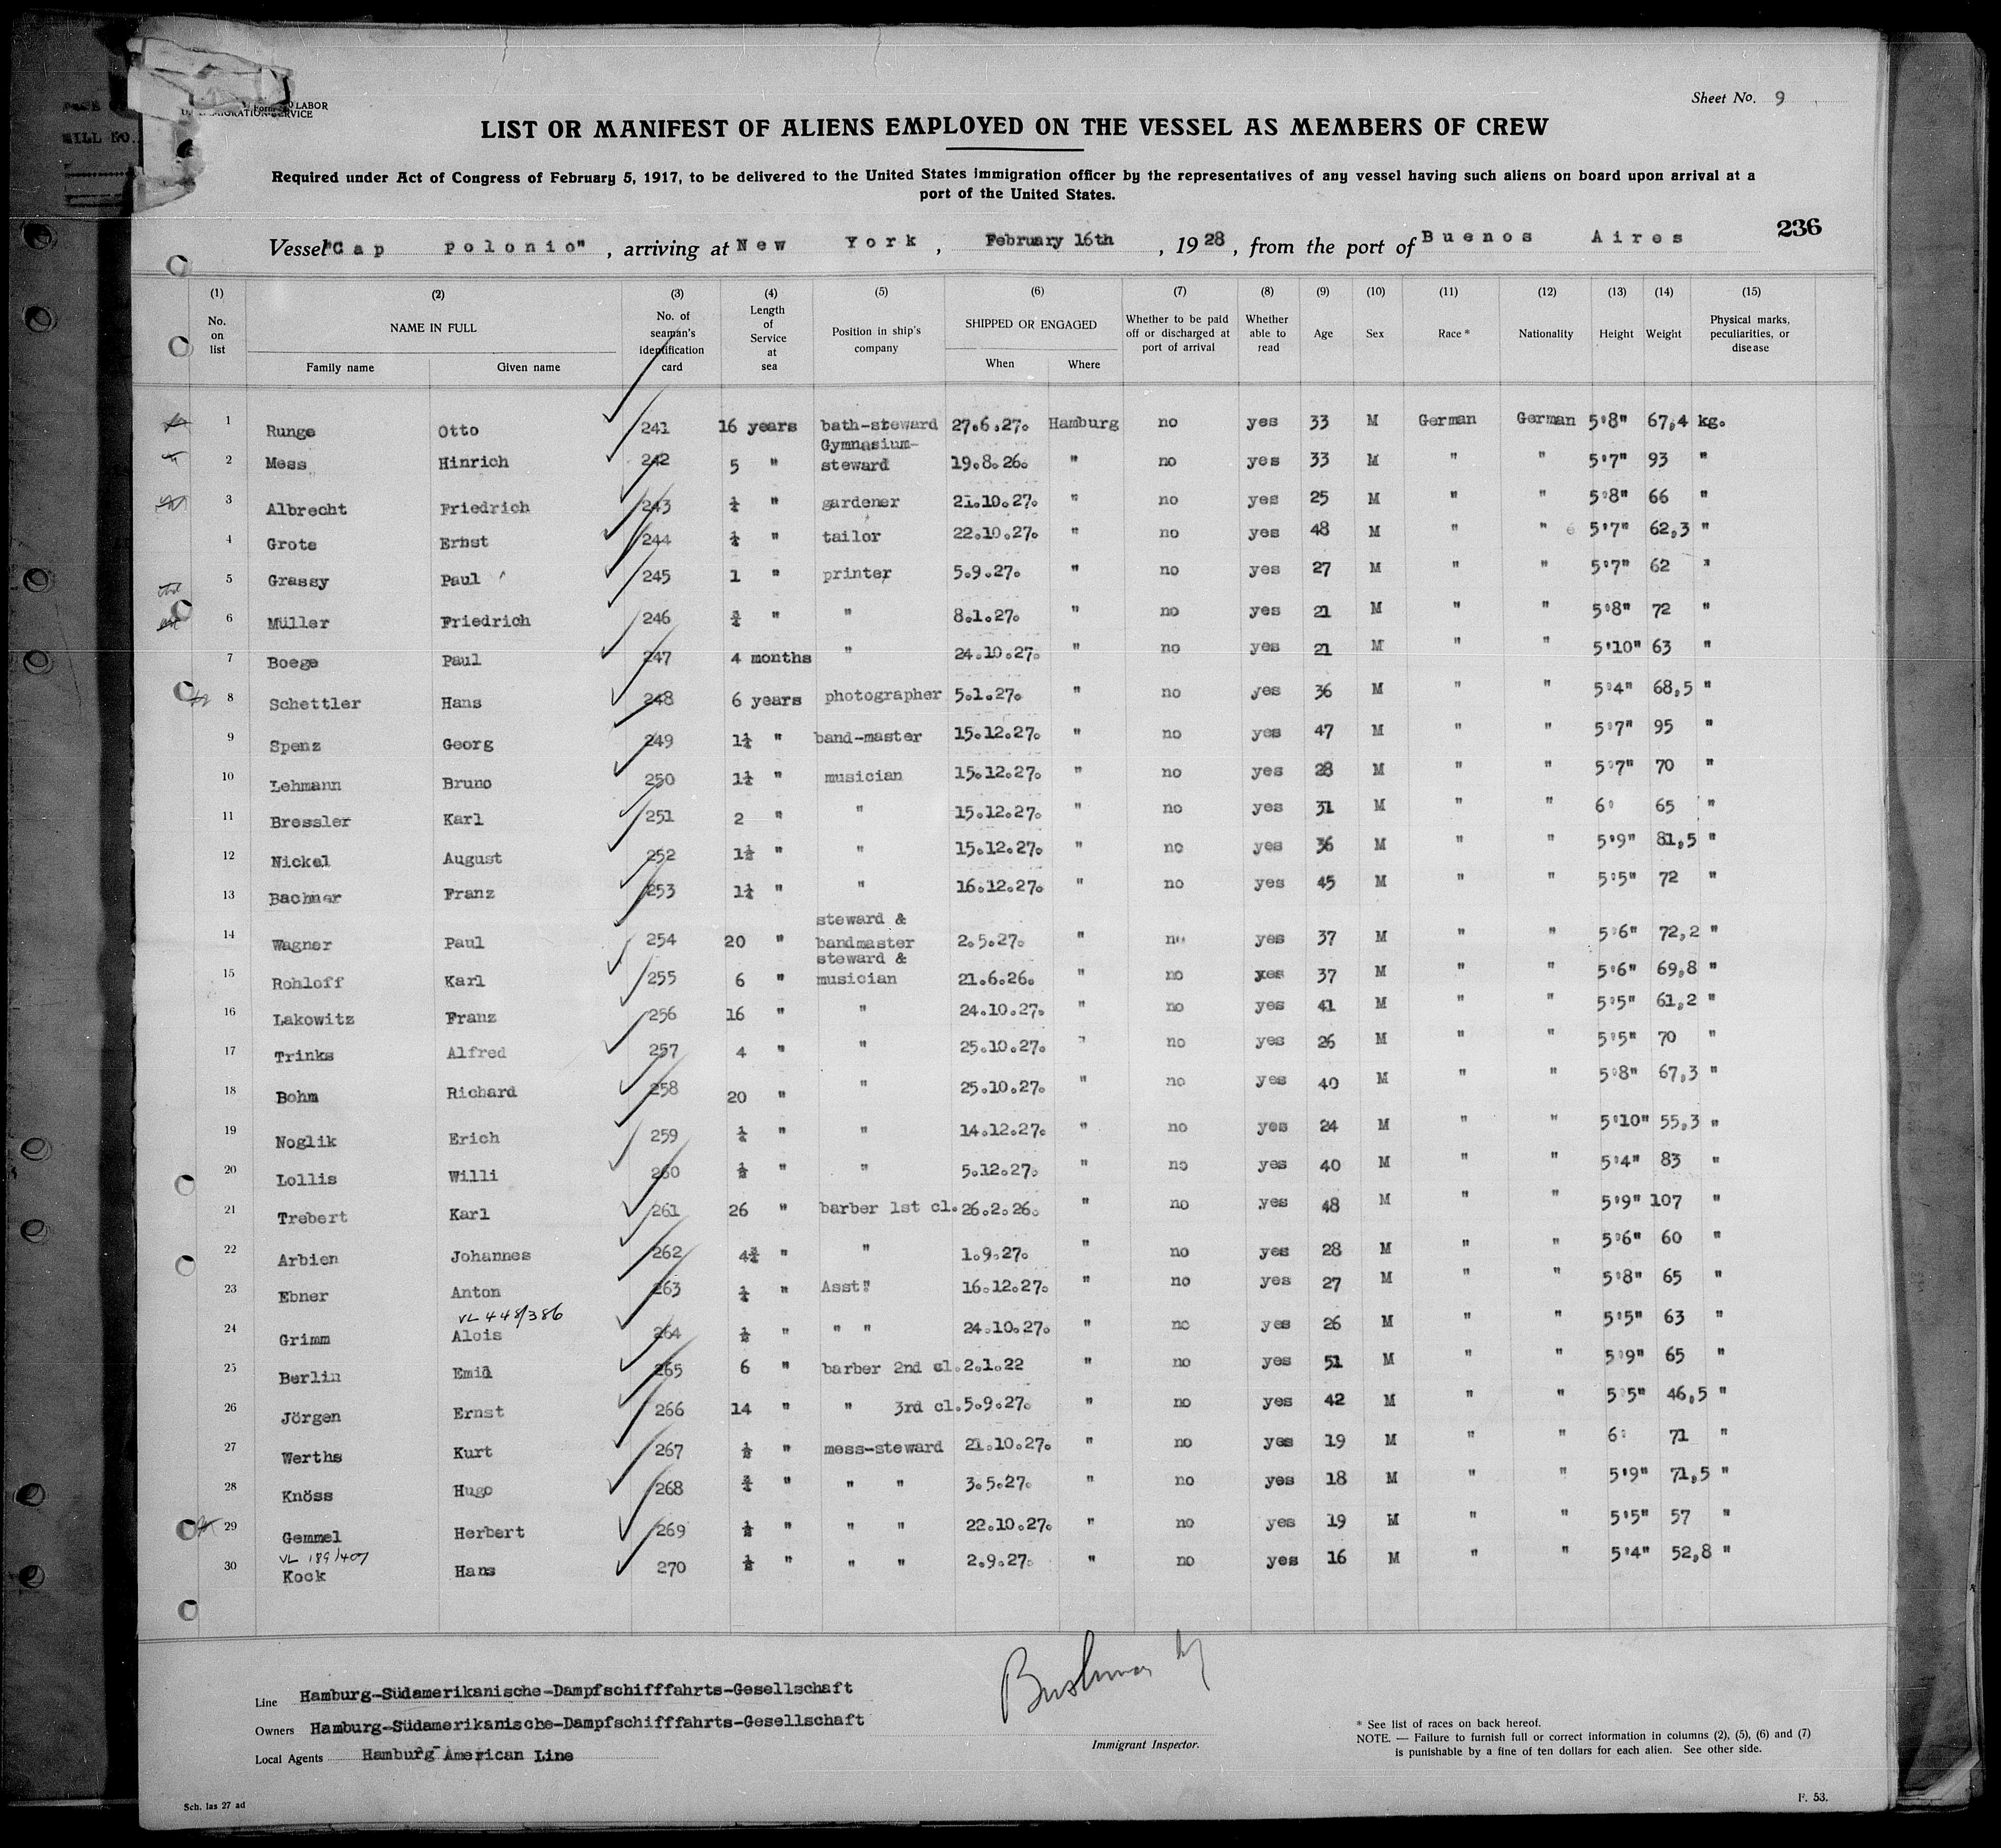 Sheet No. 9
LABOR
IMMIGRATION SERVICE
LIST OR MANIFEST OF ALIENS EMPLOYED ON THE VESSEL AS MEMBERS OF CREW
Required under Act of Congress of February 5, 1917, to be delivered to the United States immigration officer by the representatives of any vessel having such aliens on board upon arrival at a
port of the United States.
236
Vessel "Cap Polonio", arriving at New York, February 16th, 1928, from the port of Buenos Aires
(1) (2) (3) (4) (5) (6) (7) (8) (9) (10) (11) (12) (13) (14) (15)
No. on list NAME IN FULL No. of seaman's identification card Length of Service at sea Position in ship's company SHIPPED OR ENGAGED Whether to be paid off or discharged at port of arrival Whether able to read Age Sex Race* Nationality Height Weight Physical marks, peculiarities, or disease
Family name Given name When Where
1 Runge Otto 241 16 years bath-steward 27.6.27. Hamburg no yes 33 M German German 5'8" 67,4 kg.
2 Mess Hinrich 242 5 " Gymnasium-steward 19.8.26. " no yes 33 M " " 5'7" 93 "
3 Albrecht Friedrich 243 " gardener 21.10.27. " no yes 25 M " " 5'8" 66 "
4 Grote Ernst 244 " tailor 22.10.27. " no yes 48 M " " 5'7" 62,3 "
5 Grassy Paul 245 1 " printer 5.9.27. " no yes 27 M " " 5'7" 62 "
6 Müller Friedrich 246 " " 8.1.27. " no yes 21 M " " 5'8" 72 "
7 Boege Paul 247 4 months " 24.10.27. " no yes 21 M " " 5'10" 63 "
8 Schettler Hans 248 6 years photographer 5.1.27. " no yes 36 M " " 5'4" 68,5 "
9 Spenz Georg 249 " band-master 15.12.27. " no yes 47 M " " 5'7" 95 "
10 Lehmann Bruno 250 " musician 15.12.27. " no yes 28 M " " 5'7" 70 "
11 Bressler Karl 251 2 " " 15.12.27. " no yes 31 M " " 6' 65 "
12 Nickel August 252 1½ " " 15.12.27. " no yes 36 M " " 5'9" 81,5 "
13 Bachner Franz 253 " " 16.12.27. " no yes 45 M " " 5'5" 72 "
14 Wagner Paul 254 20 " steward & bandmaster 2.5.27. " no yes 37 M " " 5'6" 72,2 "
15 Rohloff Karl 255 6 " steward & musician 21.6.26. " no yes 37 M " " 5'6" 69,8 "
16 Lakowitz Franz 256 16 " " 24.10.27. " no yes 41 M " " 5'5" 61,2 "
17 Trinks Alfred 257 4 " " 25.10.27. " no yes 26 M " " 5'5" 70 "
18 Bohm Richard 258 20 " " 25.10.27. " no yes 40 M " " 5'8" 67,3 "
19 Noglik Erich 259 " " 14.12.27. " no yes 24 M " " 5'10" 55,3 "
20 Lollis Willi 260 ½ " " 5.12.27. " no yes 40 M " " 5'4" 83 "
21 Trebert Karl 261 26 " barber 1st cl. 26.2.26. " no yes 48 M " " 5'9" 107 "
22 Arbien Johannes 262 4¾ " " 1.9.27. " no yes 28 M " " 5'6" 60 "
23 Ebner Anton 263 " Asst." 16.12.27. " no yes 27 M " " 5'8" 65 "
VL 448/386
24 Grimm Alois 264 ½ " " " 24.10.27. " no yes 26 M " " 5'5" 63 "
25 Berlin Emid 265 6 " barber 2nd cl. 2.1.22 " no yes 51 M " " 5'9" 65 "
26 Jörgen Ernst 266 14 " " 3rd cl. 5.9.27. " no yes 42 M " " 5'5" 46,5 "
27 Werths Kurt 267 ½ " mess-steward 21.10.27. " no yes 19 M " " 6' 71 "
28 Knöss Hugo 268 ¾ " " " 3.5.27. " no yes 18 M " " 5'9" 71,5 "
29 Gemmel Herbert 269 ½ " " " 22.10.27. " no yes 19 M " " 5'5" 57 "
VL 189/407
30 Kock Hans 270 ½ " " " 2.9.27. " no yes 16 M " " 5'4" 52,8 "
Line Hamburg-Südamerikanische-Dampfschifffahrts-Gesellschaft
Owners Hamburg-Südamerikanische-Dampfschifffahrts-Gesellschaft
Local Agents Hamburg-American Line
Immigrant Inspector.
* See list of races on back hereof.
NOTE. — Failure to furnish full or correct information in columns (2), (5), (6) and (7)
is punishable by a fine of ten dollars for each alien. See other side.
Sch. las 27 ad
F. 53.